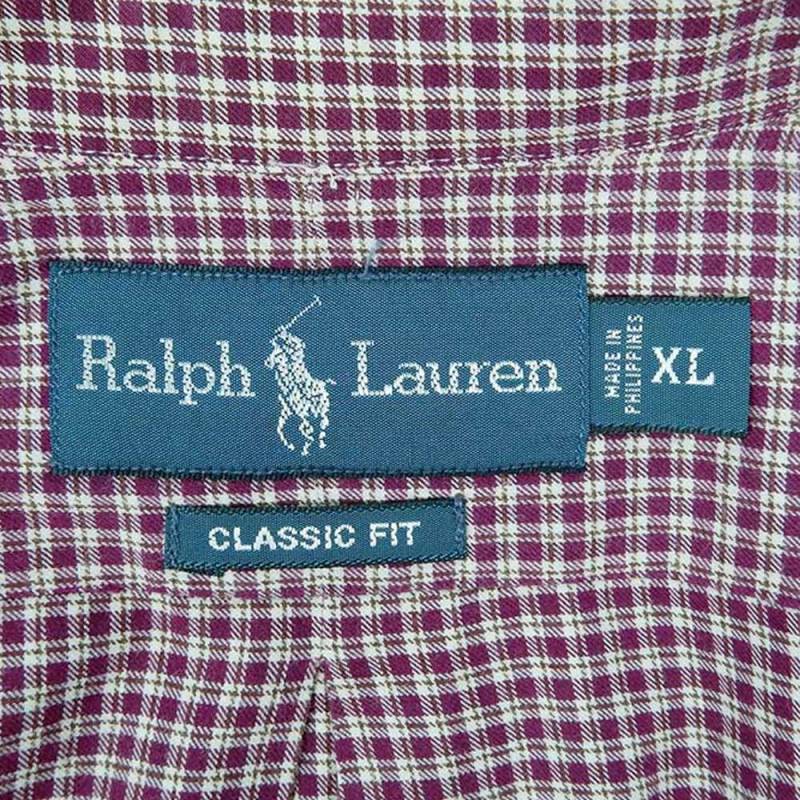 Ralph Lauren
MADE IN
PHILIPPINES
XL
CLASSIC FIT